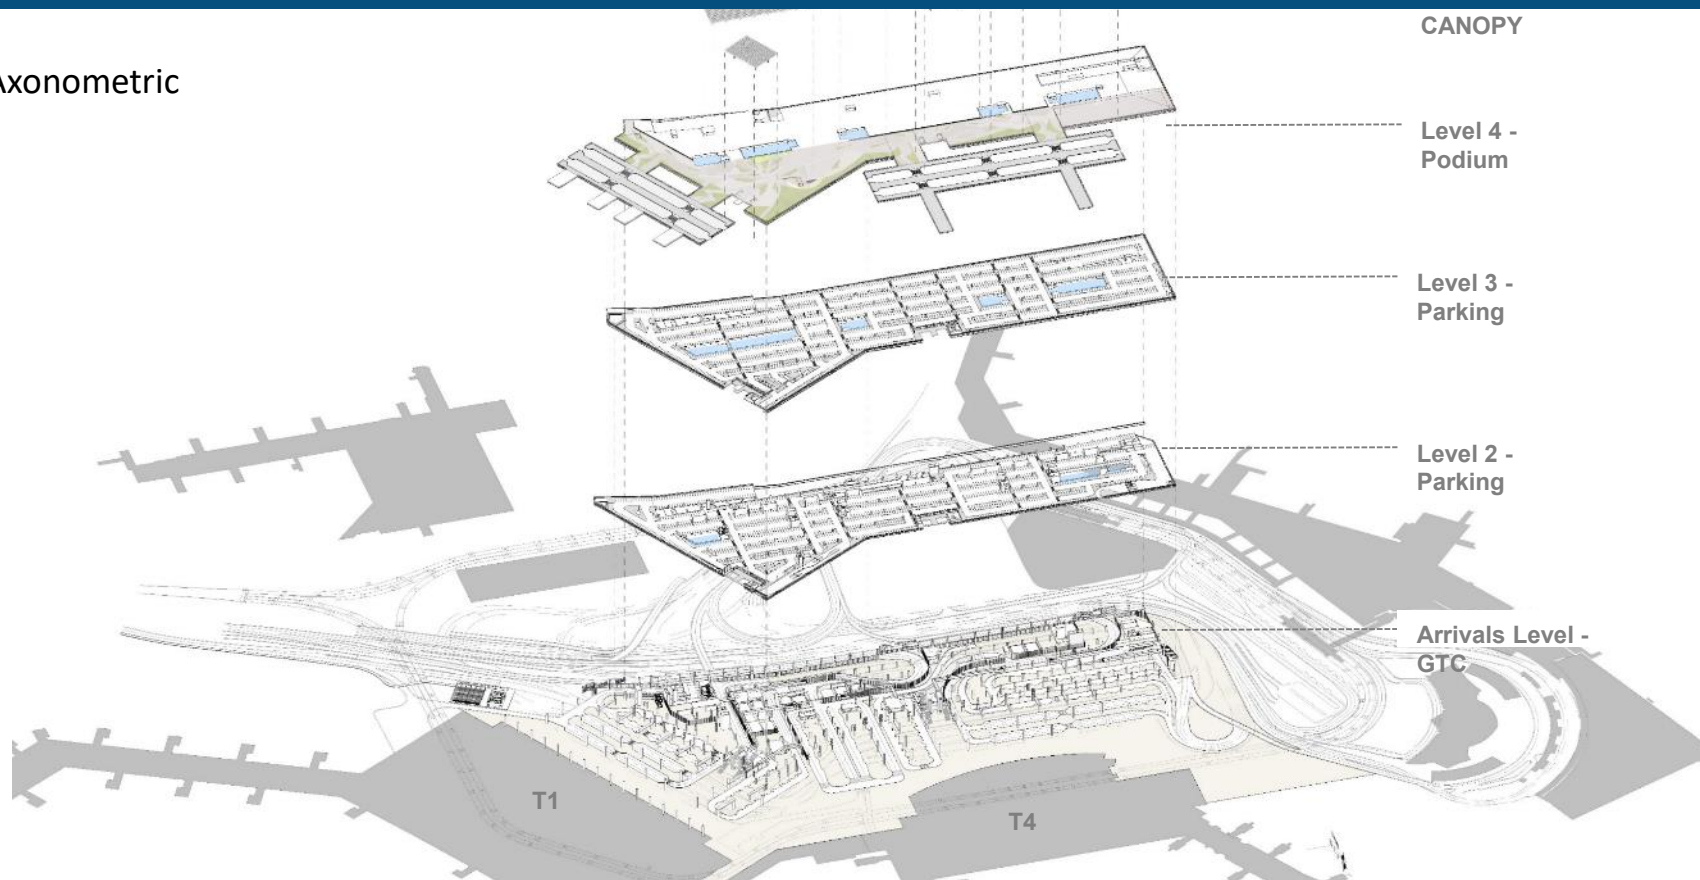 CANOPY
Axonometric
Level 4 -
Podium
Level 3 -
Parking
Level 2 -
Parking
Arrivals Level -
GTC
T1
T4